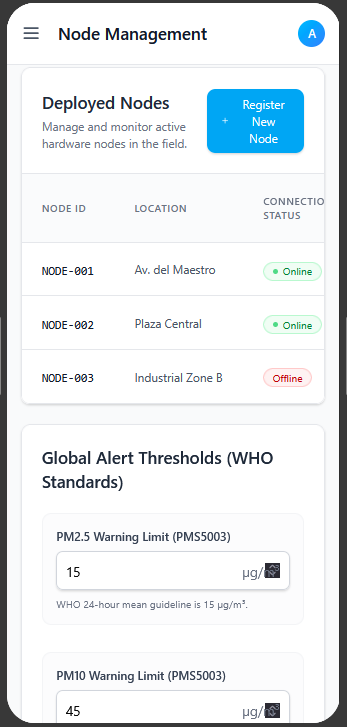 Node Management
A
Deployed Nodes
Manage and monitor active
hardware nodes in the field.
+ Register
New
Node
NODE ID LOCATION CONNECTIO
STATUS
NODE-001 Av. del Maestro Online
NODE-002 Plaza Central Online
NODE-003 Industrial Zone B Offline
Global Alert Thresholds (WHO
Standards)
PM2.5 Warning Limit (PMS5003)
15 µg/
WHO 24-hour mean guideline is 15 µg/m³.
PM10 Warning Limit (PMS5003)
45 µg/